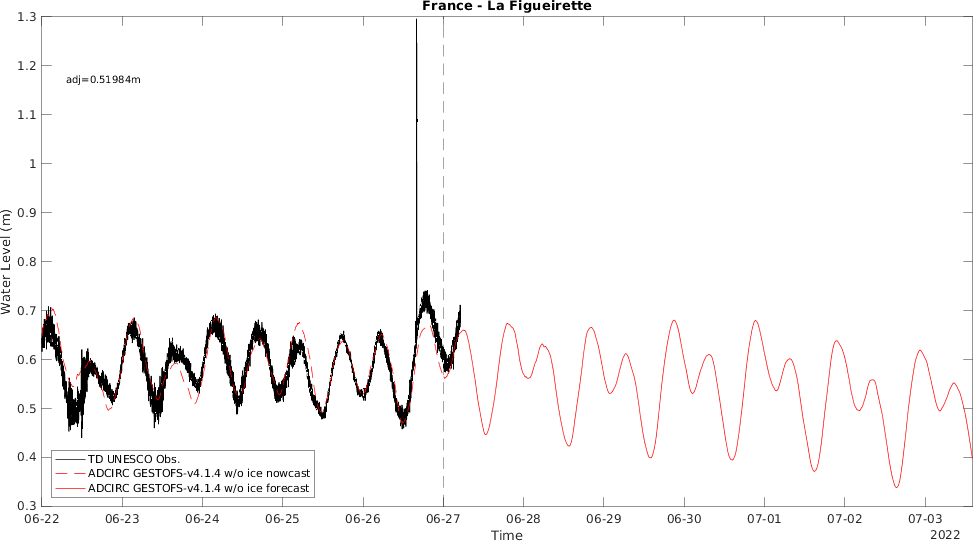 France - La Figueirette
1.3
1.2
1.1
1
0.9
0.8
0.7
0.6
0.5
0.4
0.3
Water Level (m)
adj=0.51984m
TD UNESCO Obs.
ADCIRC GESTOFS-v4.1.4 w/o ice nowcast
ADCIRC GESTOFS-v4.1.4 w/o ice forecast
06-22 06-23 06-24 06-25 06-26 06-27 06-28 06-29 06-30 07-01 07-02 07-03
2022
Time